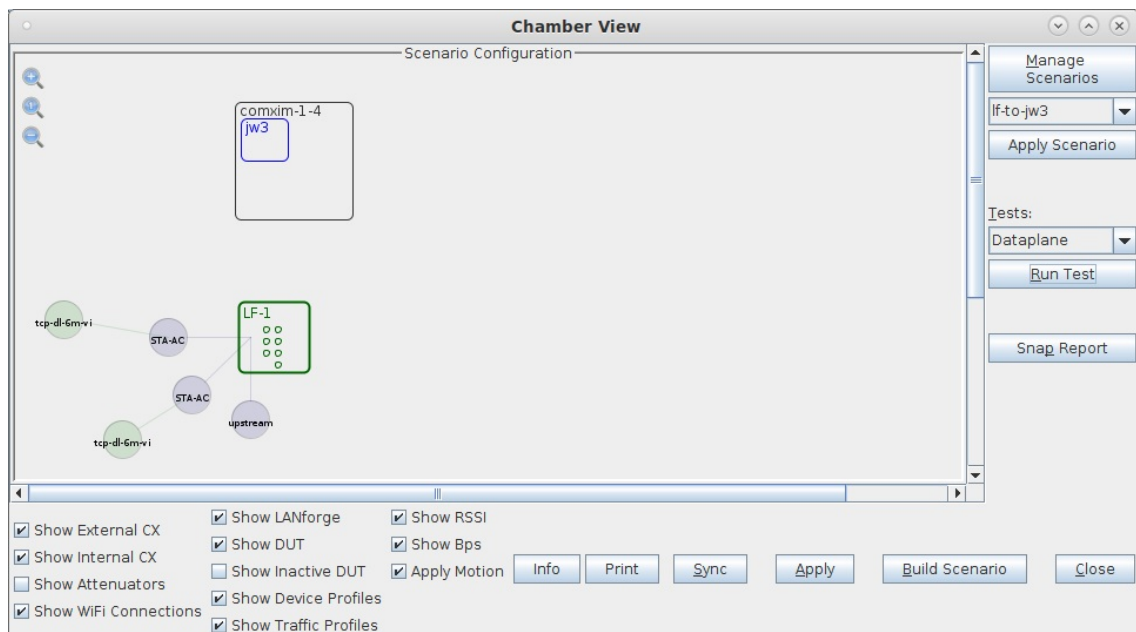 Chamber View
Scenario Configuration
comxim-1-4
jw3
LF-1
tcp-dl-6m-vi
STA-AC
STA-AC
upstream
tcp-dl-6m-vi
Manage
Scenarios
lf-to-jw3
Apply Scenario
Tests:
Dataplane
Run Test
Snap Report
Show External CX
Show Internal CX
Show Attenuators
Show WiFi Connections
Show LANforge
Show DUT
Show Inactive DUT
Show Device Profiles
Show Traffic Profiles
Show RSSI
Show Bps
Apply Motion
Info
Print
Sync
Apply
Build Scenario
Close